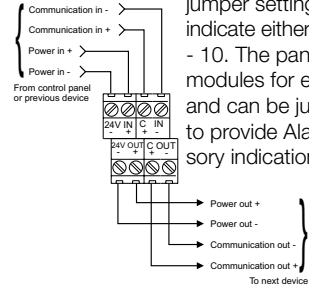 Communication in -
Communication in +
Power in +
Power in -
From control panel
or previous device
jumper setting
indicate either
- 10. The pan
modules for e
and can be ju
to provide Ala
sory indication
24V IN C IN
- + + -
24V OUT C OUT
- + + -
Power out +
Power out -
Communication out -
Communication out +
To next device